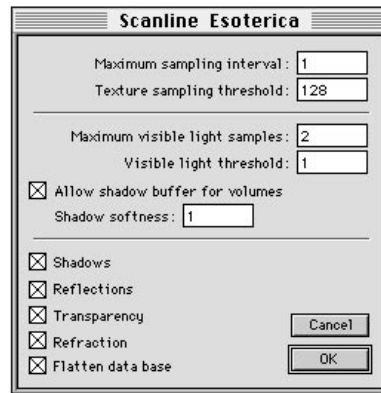 Scanline Esoterica
Maximum sampling interval: 1
Texture sampling threshold: 128
Maximum visible light samples: 2
Visible light threshold: 1
Allow shadow buffer for volumes
Shadow softness: 1
Shadows
Reflections
Transparency
Cancel
Refraction
OK
Flatten data base